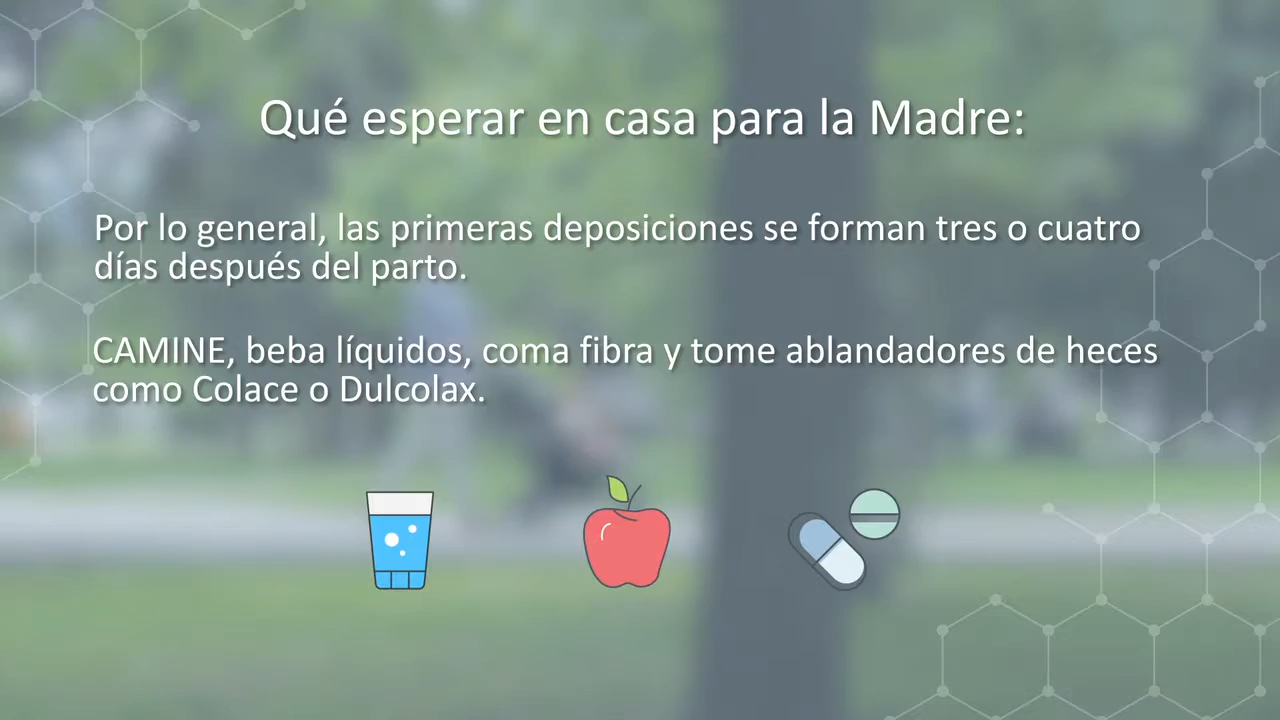 Qué esperar en casa para la Madre:
Por lo general, las primeras deposiciones se forman tres o cuatro
días después del parto.
CAMINE, beba líquidos, coma fibra y tome ablandadores de heces
como Colace o Dulcolax.